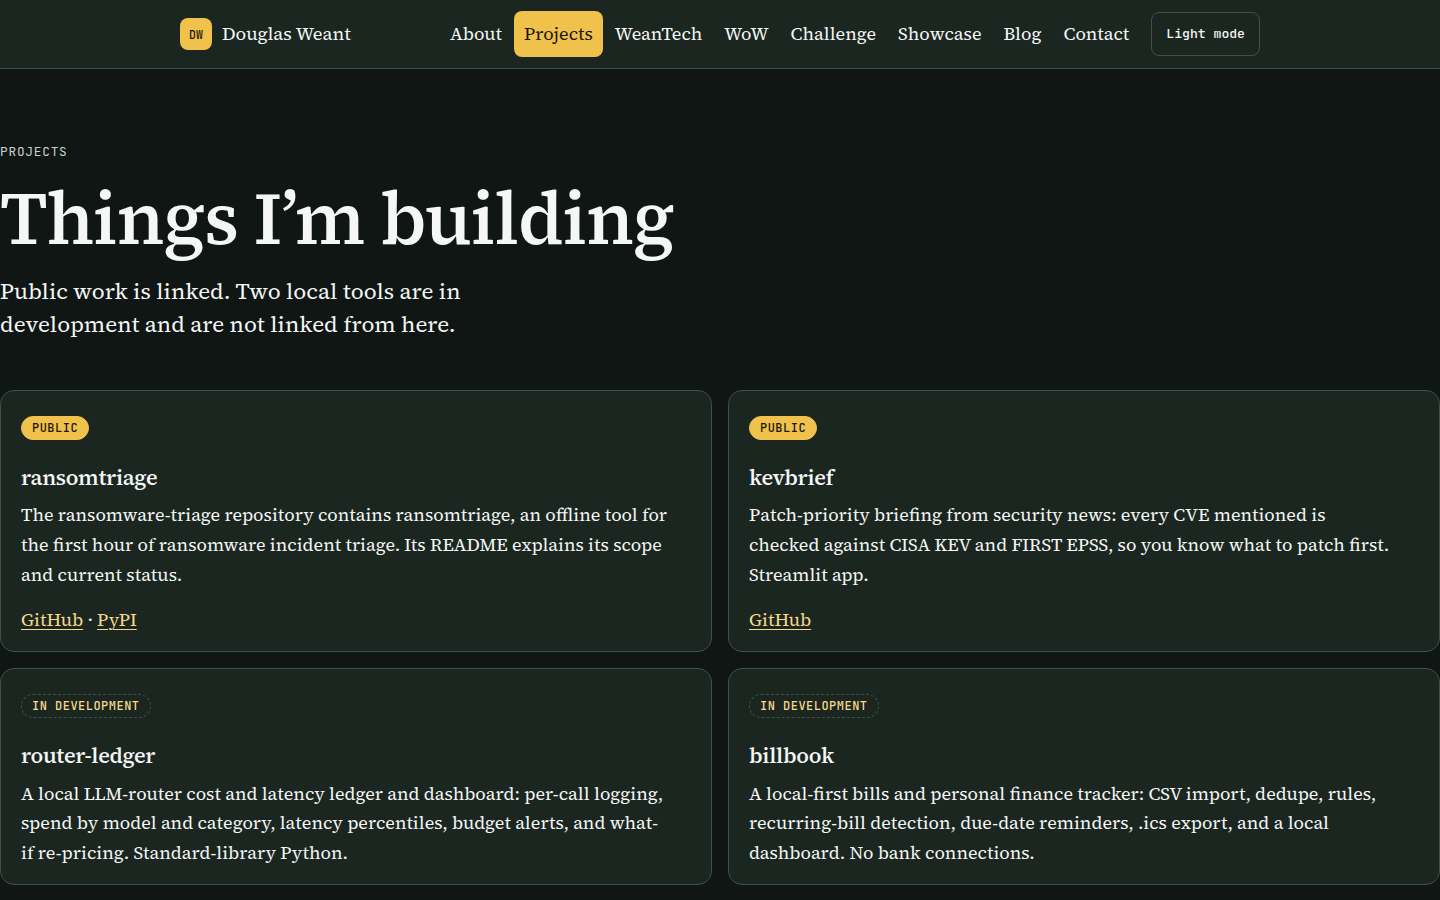 DW Douglas Weant About Projects WeanTech WoW Challenge Showcase Blog Contact Light mode
PROJECTS
Things I’m building
Public work is linked. Two local tools are in
development and are not linked from here.
PUBLIC
ransomtriage
The ransomware-triage repository contains ransomtriage, an offline tool for
the first hour of ransomware incident triage. Its README explains its scope
and current status.
GitHub · PyPI
PUBLIC
kevbrief
Patch-priority briefing from security news: every CVE mentioned is
checked against CISA KEV and FIRST EPSS, so you know what to patch first.
Streamlit app.
GitHub
IN DEVELOPMENT
router-ledger
A local LLM-router cost and latency ledger and dashboard: per-call logging,
spend by model and category, latency percentiles, budget alerts, and what-
if re-pricing. Standard-library Python.
IN DEVELOPMENT
billbook
A local-first bills and personal finance tracker: CSV import, dedupe, rules,
recurring-bill detection, due-date reminders, .ics export, and a local
dashboard. No bank connections.